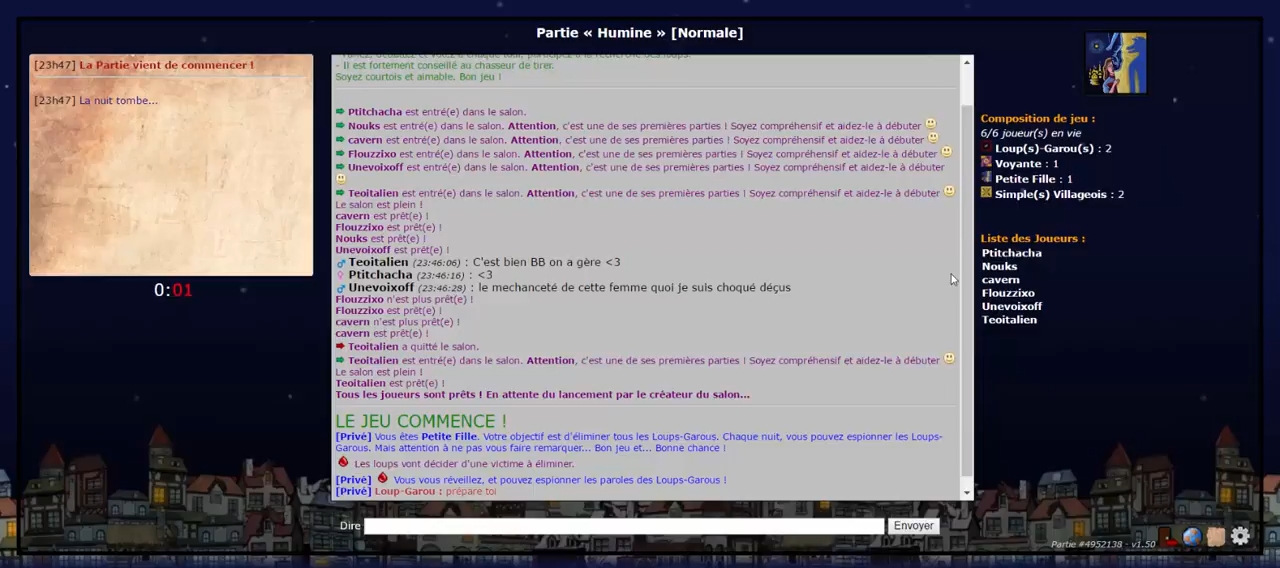 Partie « Humine » [Normale]
[23h47] La Partie vient de commencer !
[23h47] La nuit tombe...
0:01
- Il est fortement conseillé au chasseur de tirer.
Soyez courtois et aimable. Bon jeu !
Ptitchacha est entré(e) dans le salon.
Nouks est entré(e) dans le salon. Attention, c'est une de ses premières parties ! Soyez compréhensif et aidez-le à débuter
cavern est entré(e) dans le salon. Attention, c'est une de ses premières parties ! Soyez compréhensif et aidez-le à débuter
Flouzzixo est entré(e) dans le salon. Attention, c'est une de ses premières parties ! Soyez compréhensif et aidez-le à débuter
Unevoixoff est entré(e) dans le salon. Attention, c'est une de ses premières parties ! Soyez compréhensif et aidez-le à débuter
Teoitalien est entré(e) dans le salon. Attention, c'est une de ses premières parties ! Soyez compréhensif et aidez-le à débuter
Le salon est plein !
cavern est prêt(e) !
Flouzzixo est prêt(e) !
Nouks est prêt(e) !
Unevoixoff est prêt(e) !
Teoitalien (23:46:06) : C'est bien BB on a gère <3
Ptitchacha (23:46:16) : <3
Unevoixoff (23:46:28) : le mechanceté de cette femme quoi je suis choqué déçus
Flouzzixo n'est plus prêt(e) !
Flouzzixo est prêt(e) !
cavern n'est plus prêt(e) !
cavern est prêt(e) !
Teoitalien a quitté le salon.
Teoitalien est entré(e) dans le salon. Attention, c'est une de ses premières parties ! Soyez compréhensif et aidez-le à débuter
Le salon est plein !
Teoitalien est prêt(e) !
Tous les joueurs sont prêts ! En attente du lancement par le créateur du salon...
LE JEU COMMENCE !
[Privé] Vous êtes Petite Fille. Votre objectif est d'éliminer tous les Loups-Garous. Chaque nuit, vous pouvez espionner les Loups-
Garous. Mais attention à ne pas vous faire remarquer... Bon jeu et... Bonne chance !
Les loups vont décider d'une victime à éliminer.
[Privé] Vous vous réveillez, et pouvez espionner les paroles des Loups-Garous !
[Privé] Loup-Garou : prépare toi
Dire
Envoyer
Composition de jeu :
6/6 joueur(s) en vie
Loup(s)-Garou(s) : 2
Voyante : 1
Petite Fille : 1
Simple(s) Villageois : 2
Liste des Joueurs :
Ptitchacha
Nouks
cavern
Flouzzixo
Unevoixoff
Teoitalien
Partie #4952138 - v1.50